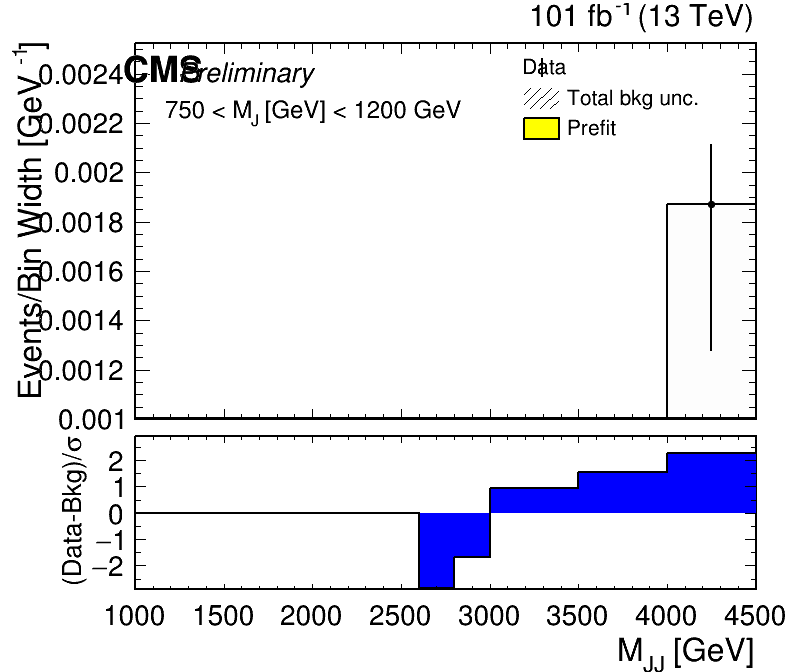 101 fb⁻¹ (13 TeV)
CMS Preliminary
750 < M_J [GeV] < 1200 GeV
Data
Total bkg unc.
Prefit
Events/Bin Width [GeV⁻¹]
0.0024
0.0022
0.002
0.0018
0.0016
0.0014
0.0012
0.001
(Data-Bkg)/σ
2
1
0
−1
−2
1000 1500 2000 2500 3000 3500 4000 4500
M_JJ [GeV]